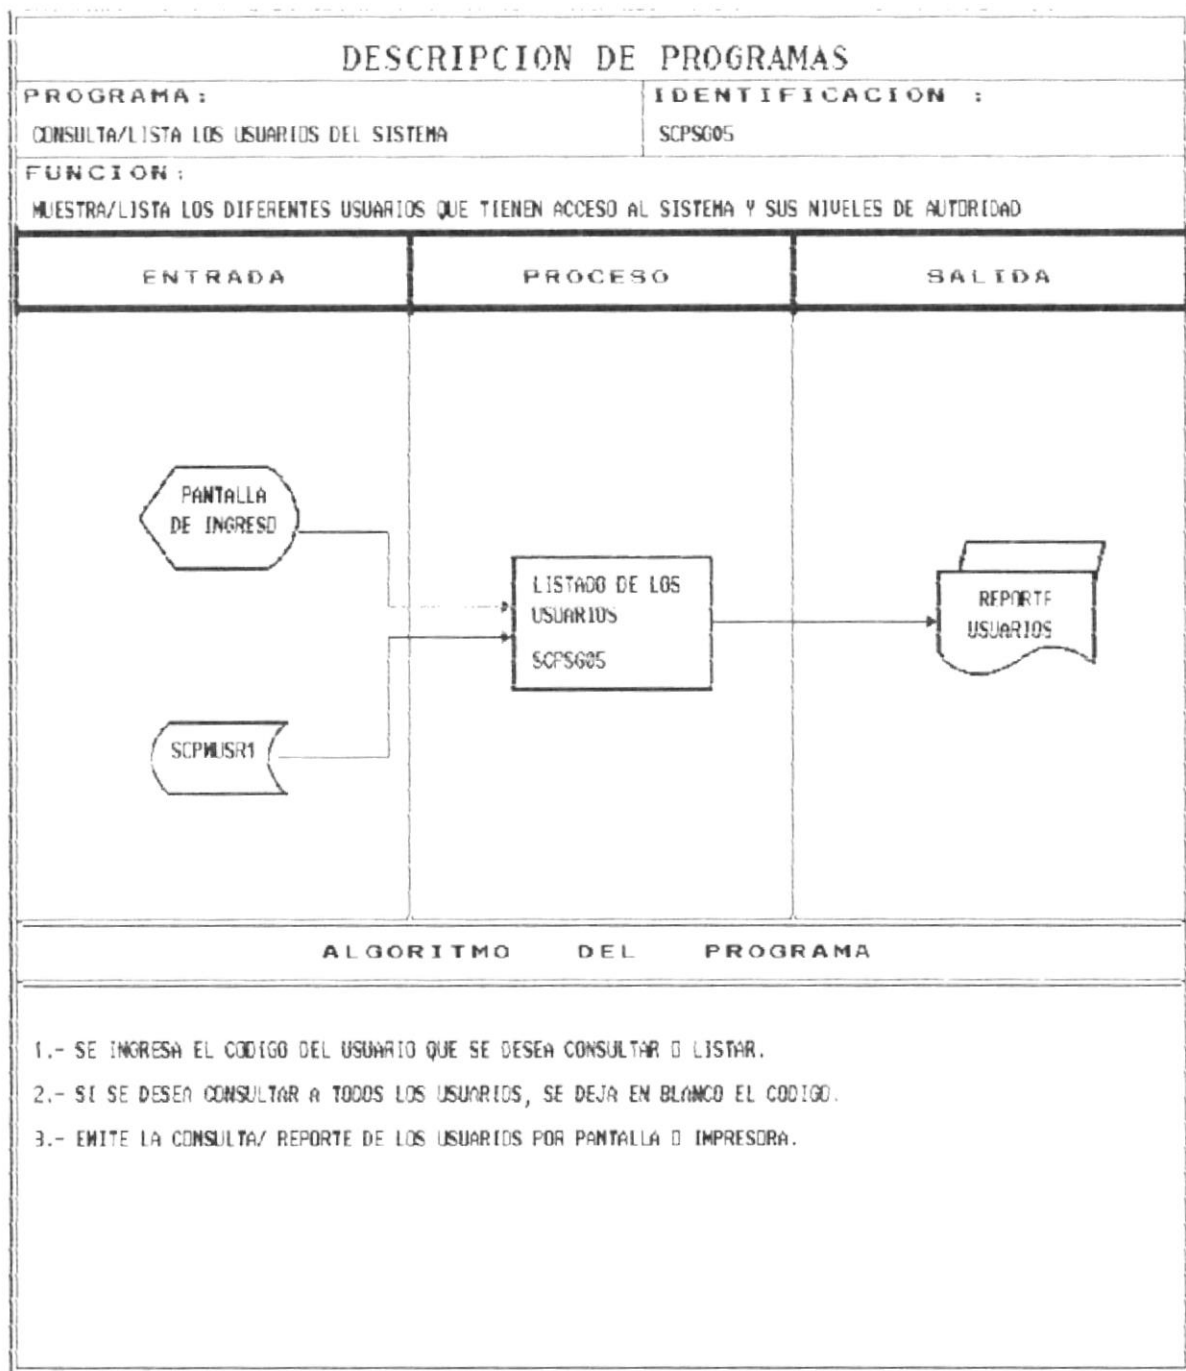 DESCRIPCION DE PROGRAMAS
PROGRAMA:
IDENTIFICACION :
CONSULTA/LISTA LOS USUARIOS DEL SISTEMA
SCPSG05
FUNCION:
MUESTRA/LISTA LOS DIFERENTES USUARIOS QUE TIENEN ACCESO AL SISTEMA Y SUS NIVELES DE AUTORIDAD
ENTRADA
PROCESO
SALIDA
PANTALLA
DE INGRESO
LISTADO DE LOS
USUARIOS
SCPSG05
REPORTE
USUARIOS
SCPMUSR1
ALGORITMO DEL PROGRAMA
1.- SE INGRESA EL CODIGO DEL USUARIO QUE SE DESEA CONSULTAR O LISTAR.
2.- SI SE DESEA CONSULTAR A TODOS LOS USUARIOS, SE DEJA EN BLANCO EL CODIGO.
3.- EMITE LA CONSULTA/ REPORTE DE LOS USUARIOS POR PANTALLA O IMPRESORA.